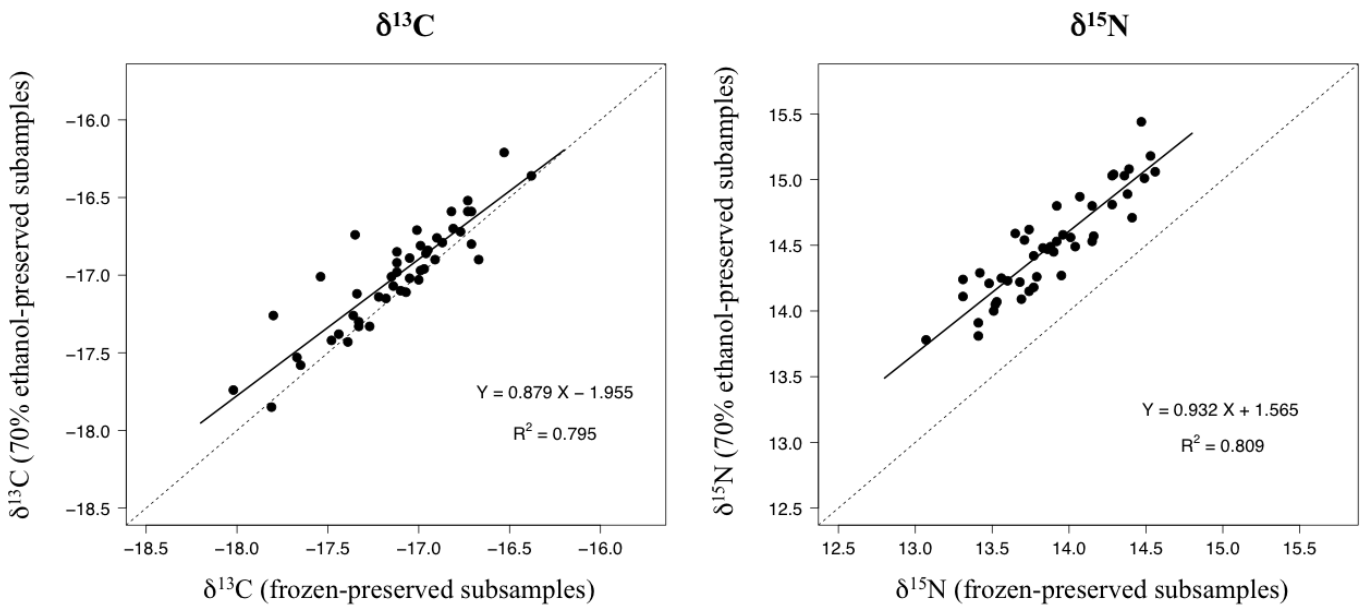 δ¹³C
δ¹³C (70% ethanol-preserved subamples)
−16.0
−16.5
−17.0
−17.5
−18.0
−18.5
Y = 0.879 X − 1.955
R² = 0.795
−18.5 −18.0 −17.5 −17.0 −16.5 −16.0
δ¹³C (frozen-preserved subsamples)
δ¹⁵N
δ¹⁵N (70% ethanol-preserved subamples)
15.5
15.0
14.5
14.0
13.5
13.0
12.5
Y = 0.932 X + 1.565
R² = 0.809
12.5 13.0 13.5 14.0 14.5 15.0 15.5
δ¹⁵N (frozen-preserved subsamples)